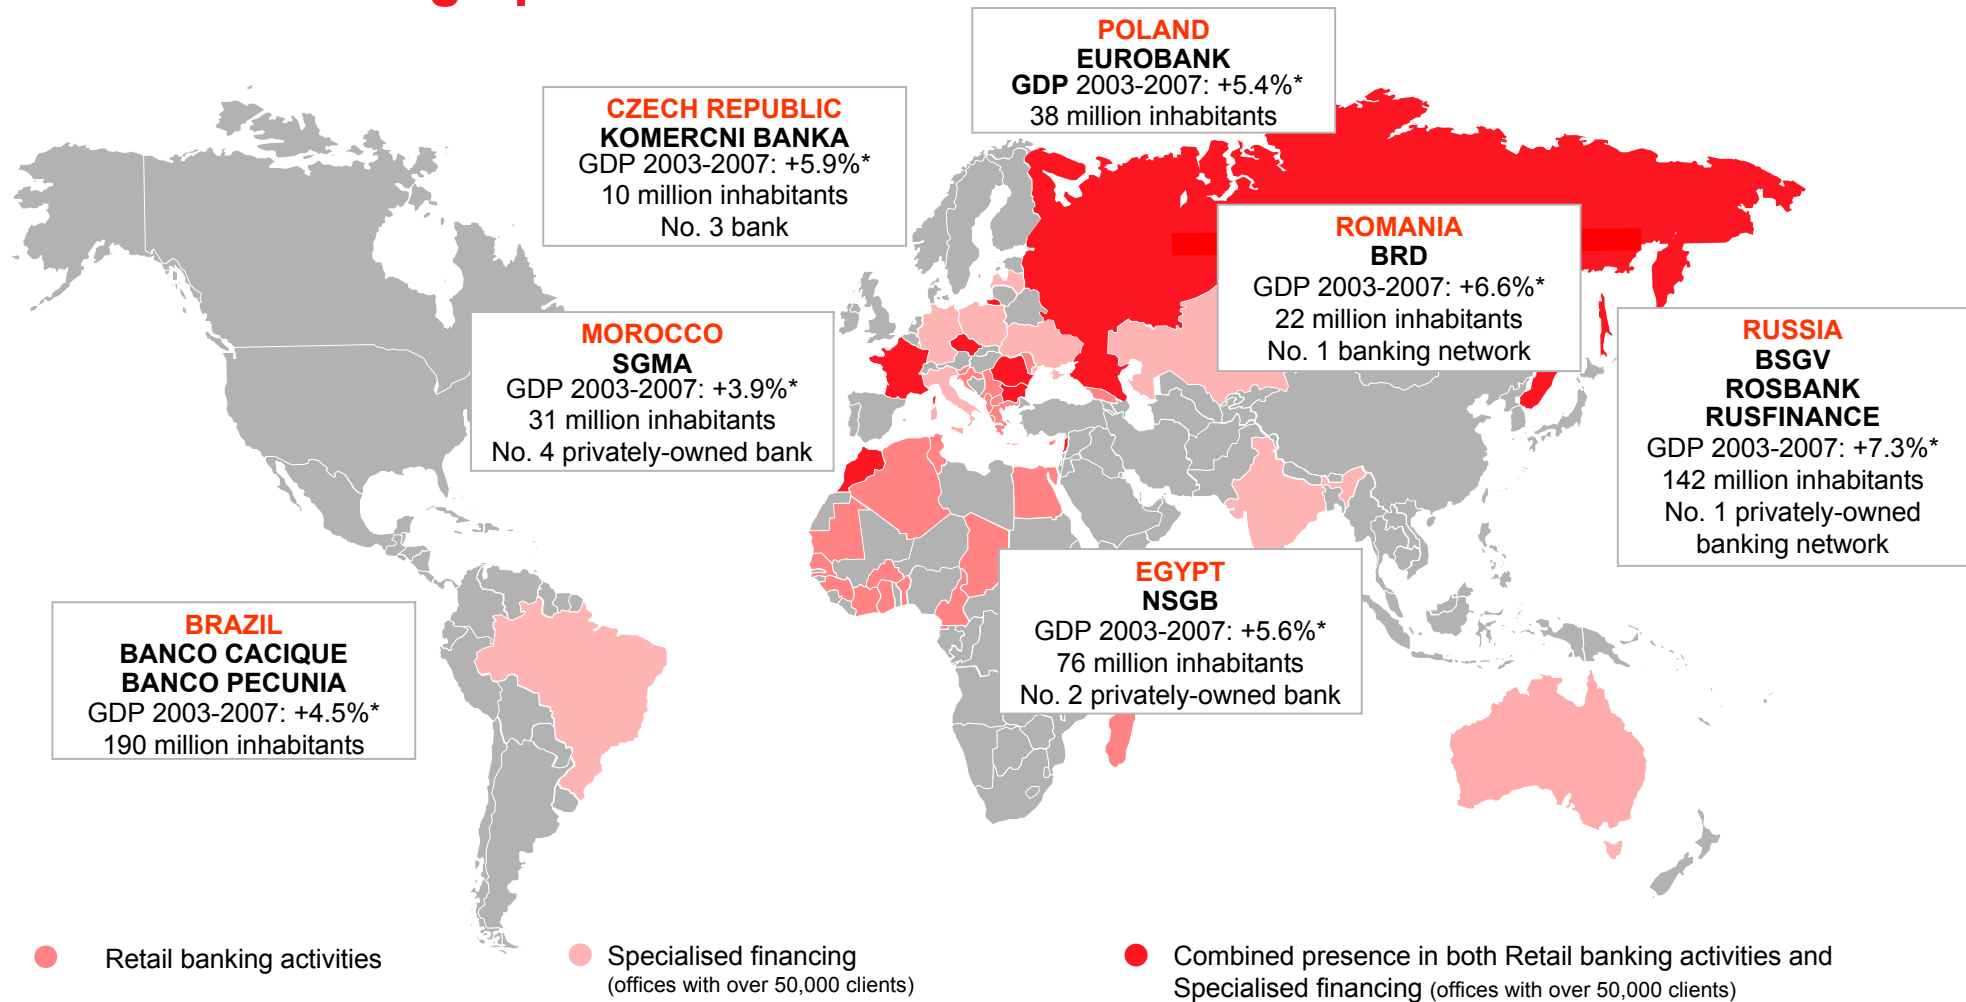 POLAND
EUROBANK
GDP 2003-2007: +5.4%*
38 million inhabitants
CZECH REPUBLIC
KOMERCNI BANKA
GDP 2003-2007: +5.9%*
10 million inhabitants
No. 3 bank
ROMANIA
BRD
GDP 2003-2007: +6.6%*
22 million inhabitants
No. 1 banking network
MOROCCO
SGMA
GDP 2003-2007: +3.9%*
31 million inhabitants
No. 4 privately-owned bank
RUSSIA
BSGV
ROSBANK
RUSFINANCE
GDP 2003-2007: +7.3%*
142 million inhabitants
No. 1 privately-owned
banking network
EGYPT
NSGB
GDP 2003-2007: +5.6%*
76 million inhabitants
No. 2 privately-owned bank
BRAZIL
BANCO CACIQUE
BANCO PECUNIA
GDP 2003-2007: +4.5%*
190 million inhabitants
Retail banking activities
Specialised financing
(offices with over 50,000 clients)
Combined presence in both Retail banking activities and
Specialised financing (offices with over 50,000 clients)